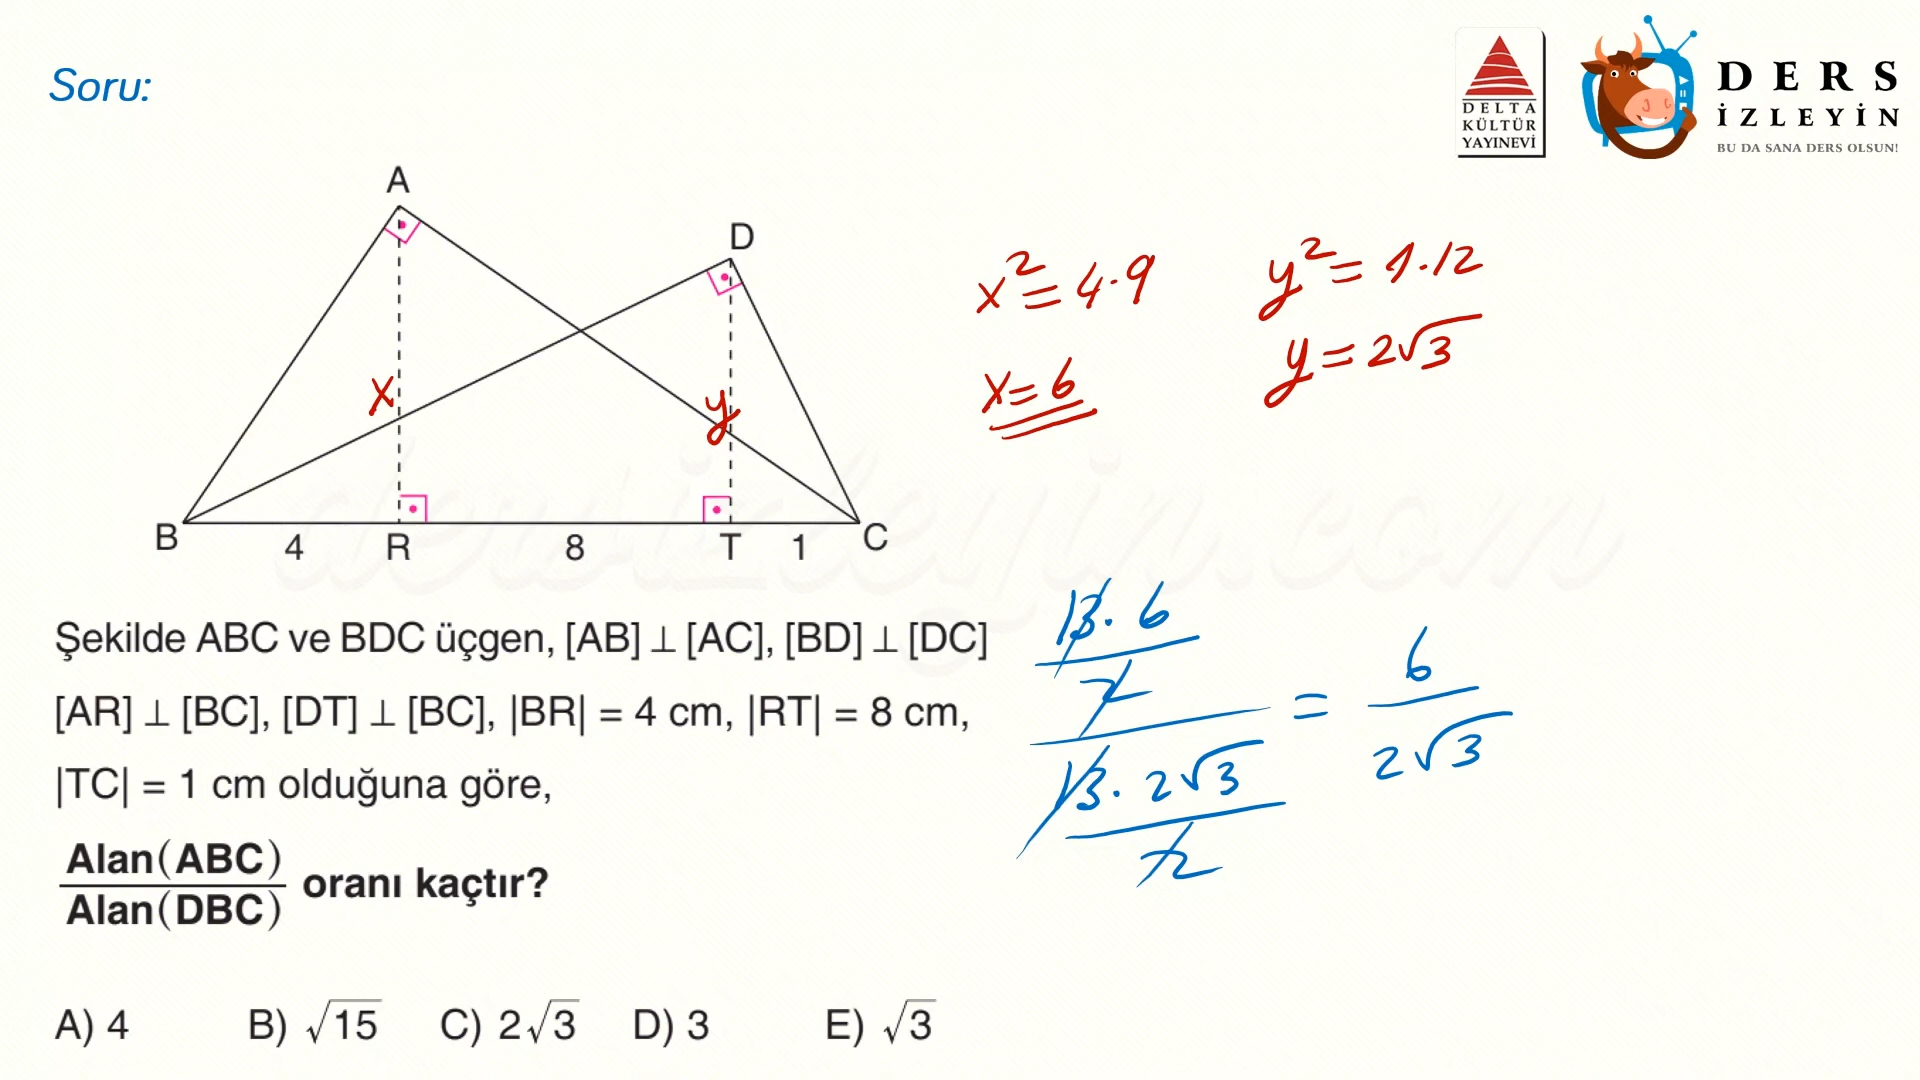 Soru:
DELTA
KÜLTÜR
YAYINEVİ
DERS
İZLEYİN
BU DA SANA DERS OLSUN!
A
D
x² = 4·9
y² = 1·12
x = 6
y = 2√3
x
y
B
4
R
8
T
1
C
dersizleyin.com
Şekilde ABC ve BDC üçgen, [AB] ⊥ [AC], [BD] ⊥ [DC]
[AR] ⊥ [BC], [DT] ⊥ [BC], |BR| = 4 cm, |RT| = 8 cm,
|TC| = 1 cm olduğuna göre,
Alan(ABC)
Alan(DBC)
oranı kaçtır?
13·6
2
13·2√3
2
=
6
2√3
A) 4 B) √15 C) 2√3 D) 3 E) √3